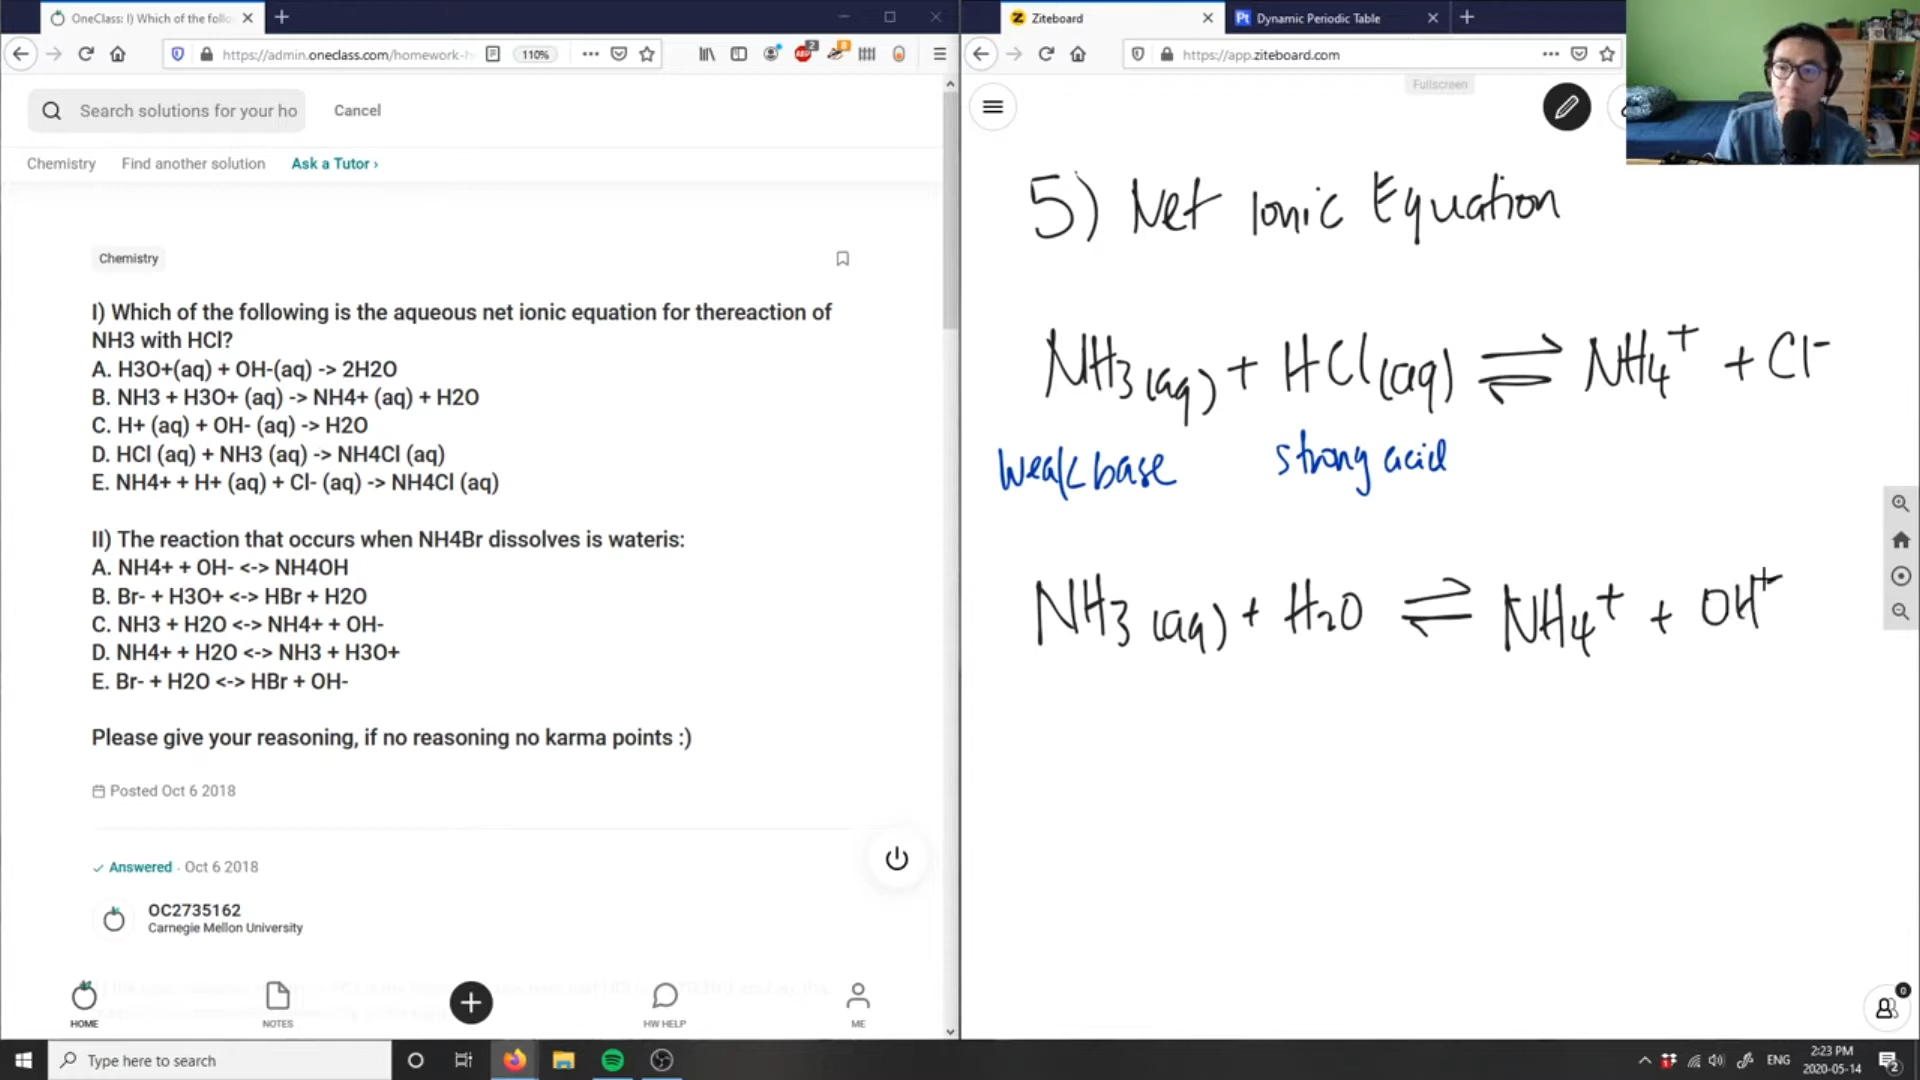 OneClass: I) Which of the follo
https://admin.oneclass.com/homework-h
110%
2
8
Search solutions for your ho
Cancel
Chemistry
Find another solution
Ask a Tutor ›
Chemistry
I) Which of the following is the aqueous net ionic equation for thereaction of
NH3 with HCl?
A. H3O+(aq) + OH-(aq) -> 2H2O
B. NH3 + H3O+ (aq) -> NH4+ (aq) + H2O
C. H+ (aq) + OH- (aq) -> H2O
D. HCl (aq) + NH3 (aq) -> NH4Cl (aq)
E. NH4+ + H+ (aq) + Cl- (aq) -> NH4Cl (aq)
II) The reaction that occurs when NH4Br dissolves is wateris:
A. NH4+ + OH- <-> NH4OH
B. Br- + H3O+ <-> HBr + H2O
C. NH3 + H2O <-> NH4+ + OH-
D. NH4+ + H2O <-> NH3 + H3O+
E. Br- + H2O <-> HBr + OH-
Please give your reasoning, if no reasoning no karma points :)
Posted Oct 6 2018
Answered · Oct 6 2018
OC2735162
Carnegie Mellon University
HOME
NOTES
HW HELP
ME
Ziteboard
Pt Dynamic Periodic Table
https://app.ziteboard.com
Fullscreen
5) Net Ionic Equation
NH3(aq) + HCl(aq) ⇌ NH4+ + Cl-
weak base strong acid
NH3(aq) + H2O ⇌ NH4+ + OH+
0
Type here to search
ENG
2:23 PM
2020-05-14
2